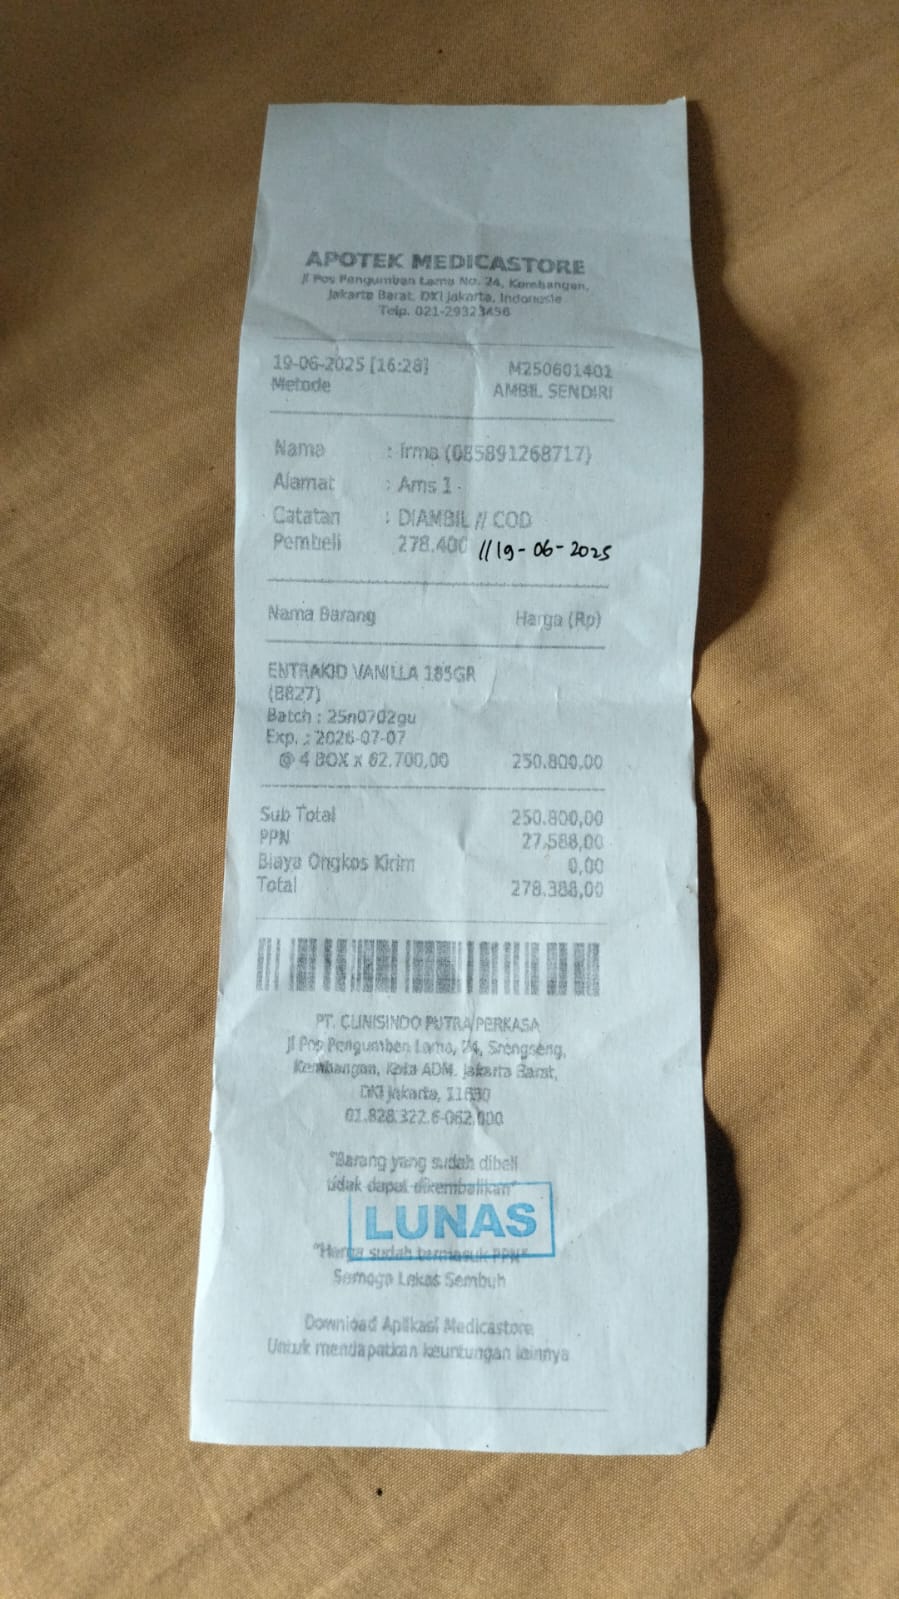 APOTEK MEDICASTORE
Jl Pos Pengumben Lama No. 24, Kembangan,
Jakarta Barat, DKI Jakarta, Indonesia
Telp. 021-29323456
19-06-2025 [16:28] M250601401
Metode AMBIL SENDIRI
Nama : Irma (085891268717)
Alamat : Ams 1 -
Catatan : DIAMBIL // COD
Pembeli 278.400 //19-06-2025
Nama Barang Harga (Rp)
ENTRAKID VANILLA 185GR
(B827)
Batch : 25n0702gu
Exp. : 2026-07-07
@ 4 BOX x 62.700,00 250.800,00
Sub Total 250.800,00
PPN 27.588,00
Biaya Ongkos Kirim 0,00
Total 278.388,00
PT. CLINISINDO PUTRA PERKASA
Jl Pos Pengumben Lama, 24, Srengseng,
Kembangan, Kota ADM. Jakarta Barat,
DKI Jakarta, 11630
01.828.322.6-062.000
"Barang yang sudah dibeli
tidak dapat dikembalikan"
LUNAS
"Harga sudah termasuk PPN"
Semoga Lekas Sembuh
Download Aplikasi Medicastore
Untuk mendapatkan keuntungan lainnya